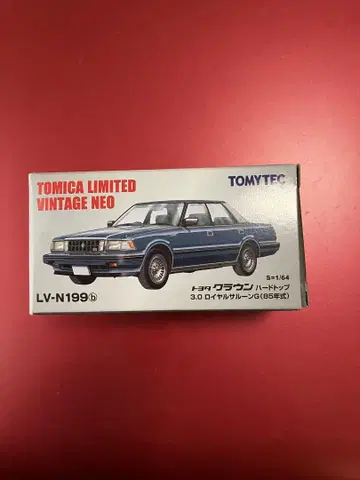 TOMICA LIMITED
VINTAGE NEO
TOMYTEC
S=1/64
LV-N199ⓑ
トヨタ クラウン ハードトップ
3.0 ロイヤルサルーンG(85年式)